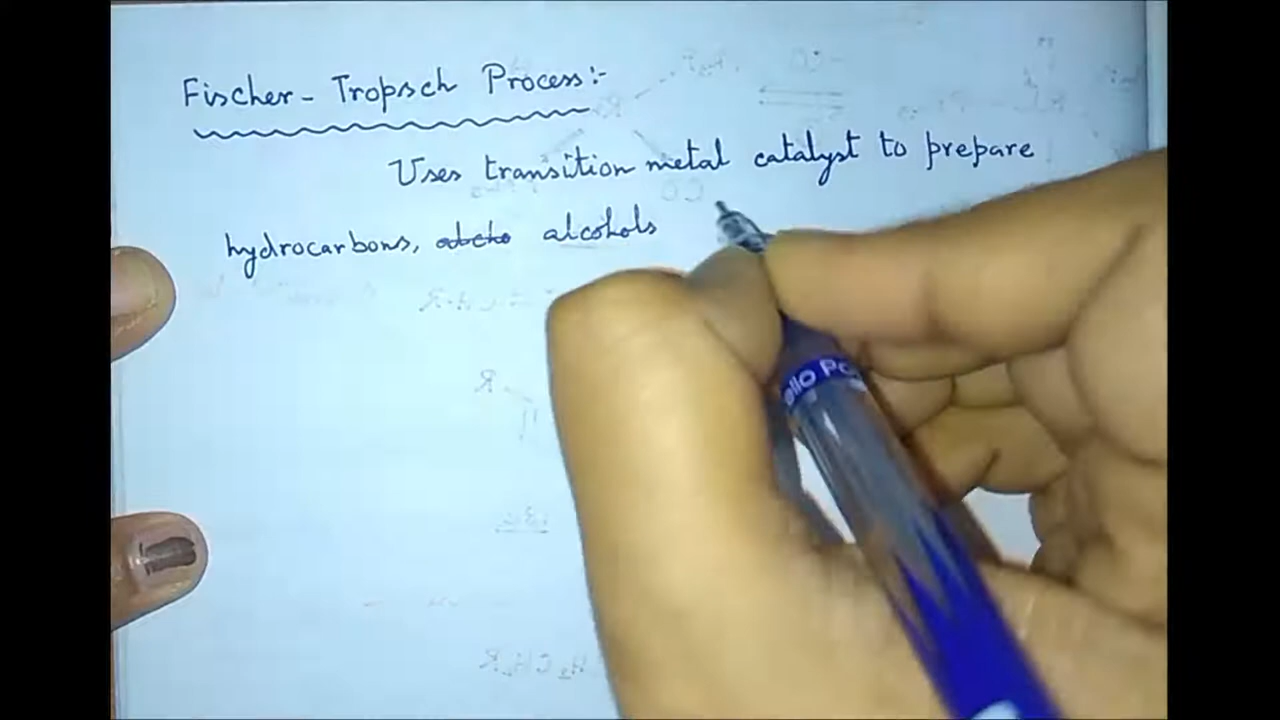 Fischer - Tropsch Process :-
Uses transition metal catalyst to prepare
hydrocarbons, alcohols